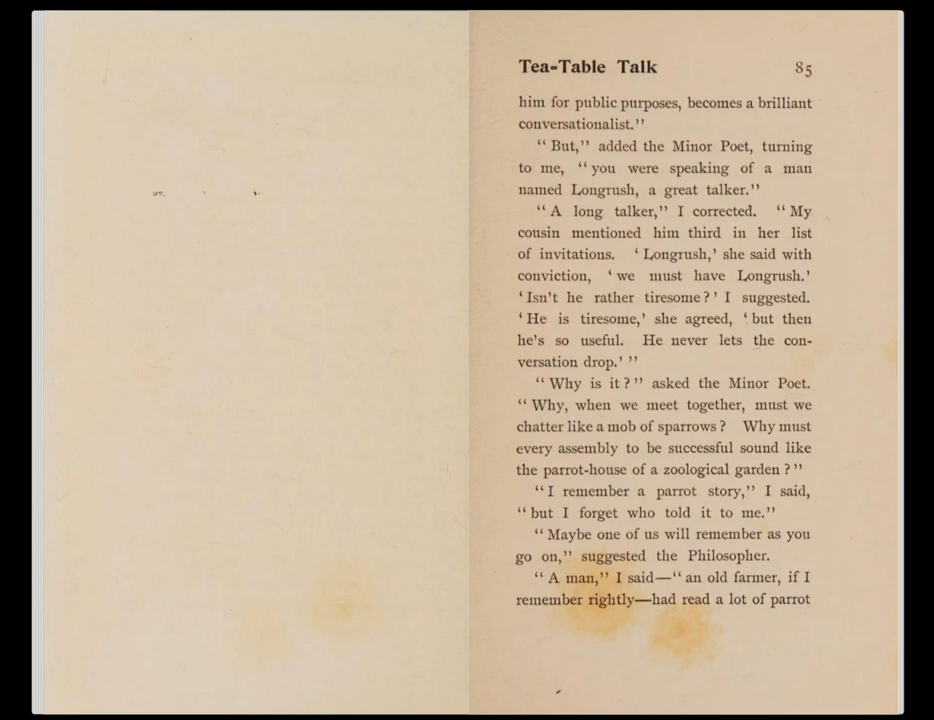 Tea-Table Talk 85
him for public purposes, becomes a brilliant
conversationalist.”
“ But,” added the Minor Poet, turning
to me, “ you were speaking of a man
named Longrush, a great talker.”
“ A long talker,” I corrected. “ My
cousin mentioned him third in her list
of invitations. ‘ Longrush,’ she said with
conviction, ‘ we must have Longrush.’
‘ Isn’t he rather tiresome ? ’ I suggested.
‘ He is tiresome,’ she agreed, ‘ but then
he’s so useful. He never lets the con-
versation drop.’ ”
“ Why is it ? ” asked the Minor Poet.
“ Why, when we meet together, must we
chatter like a mob of sparrows ? Why must
every assembly to be successful sound like
the parrot-house of a zoological garden ? ”
“ I remember a parrot story,” I said,
“ but I forget who told it to me.”
“ Maybe one of us will remember as you
go on,” suggested the Philosopher.
“ A man,” I said—“ an old farmer, if I
remember rightly—had read a lot of parrot